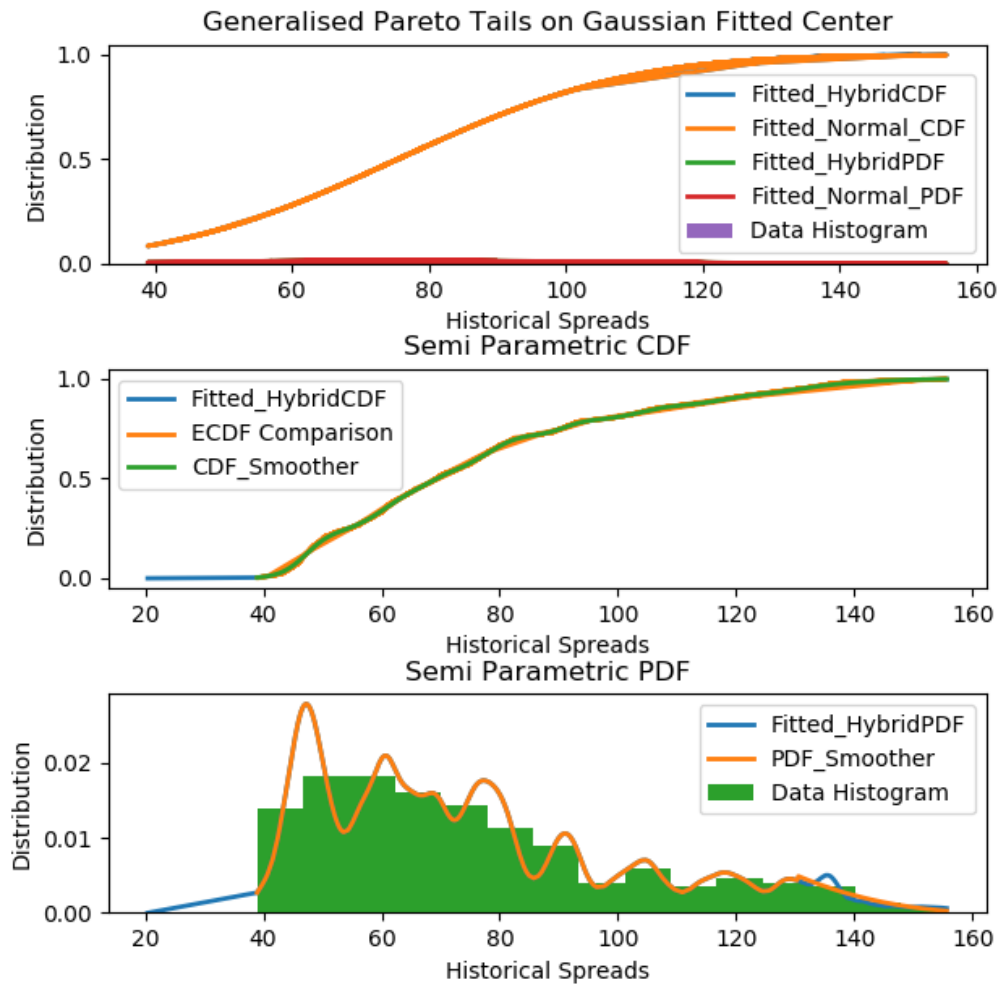 Generalised Pareto Tails on Gaussian Fitted Center
1.0
0.5
0.0
Distribution
Fitted_HybridCDF
Fitted_Normal_CDF
Fitted_HybridPDF
Fitted_Normal_PDF
Data Histogram
40 60 80 100 120 140 160
Historical Spreads
Semi Parametric CDF
1.0
0.5
0.0
Distribution
Fitted_HybridCDF
ECDF Comparison
CDF_Smoother
20 40 60 80 100 120 140 160
Historical Spreads
Semi Parametric PDF
0.02
0.01
0.00
Distribution
Fitted_HybridPDF
PDF_Smoother
Data Histogram
20 40 60 80 100 120 140 160
Historical Spreads